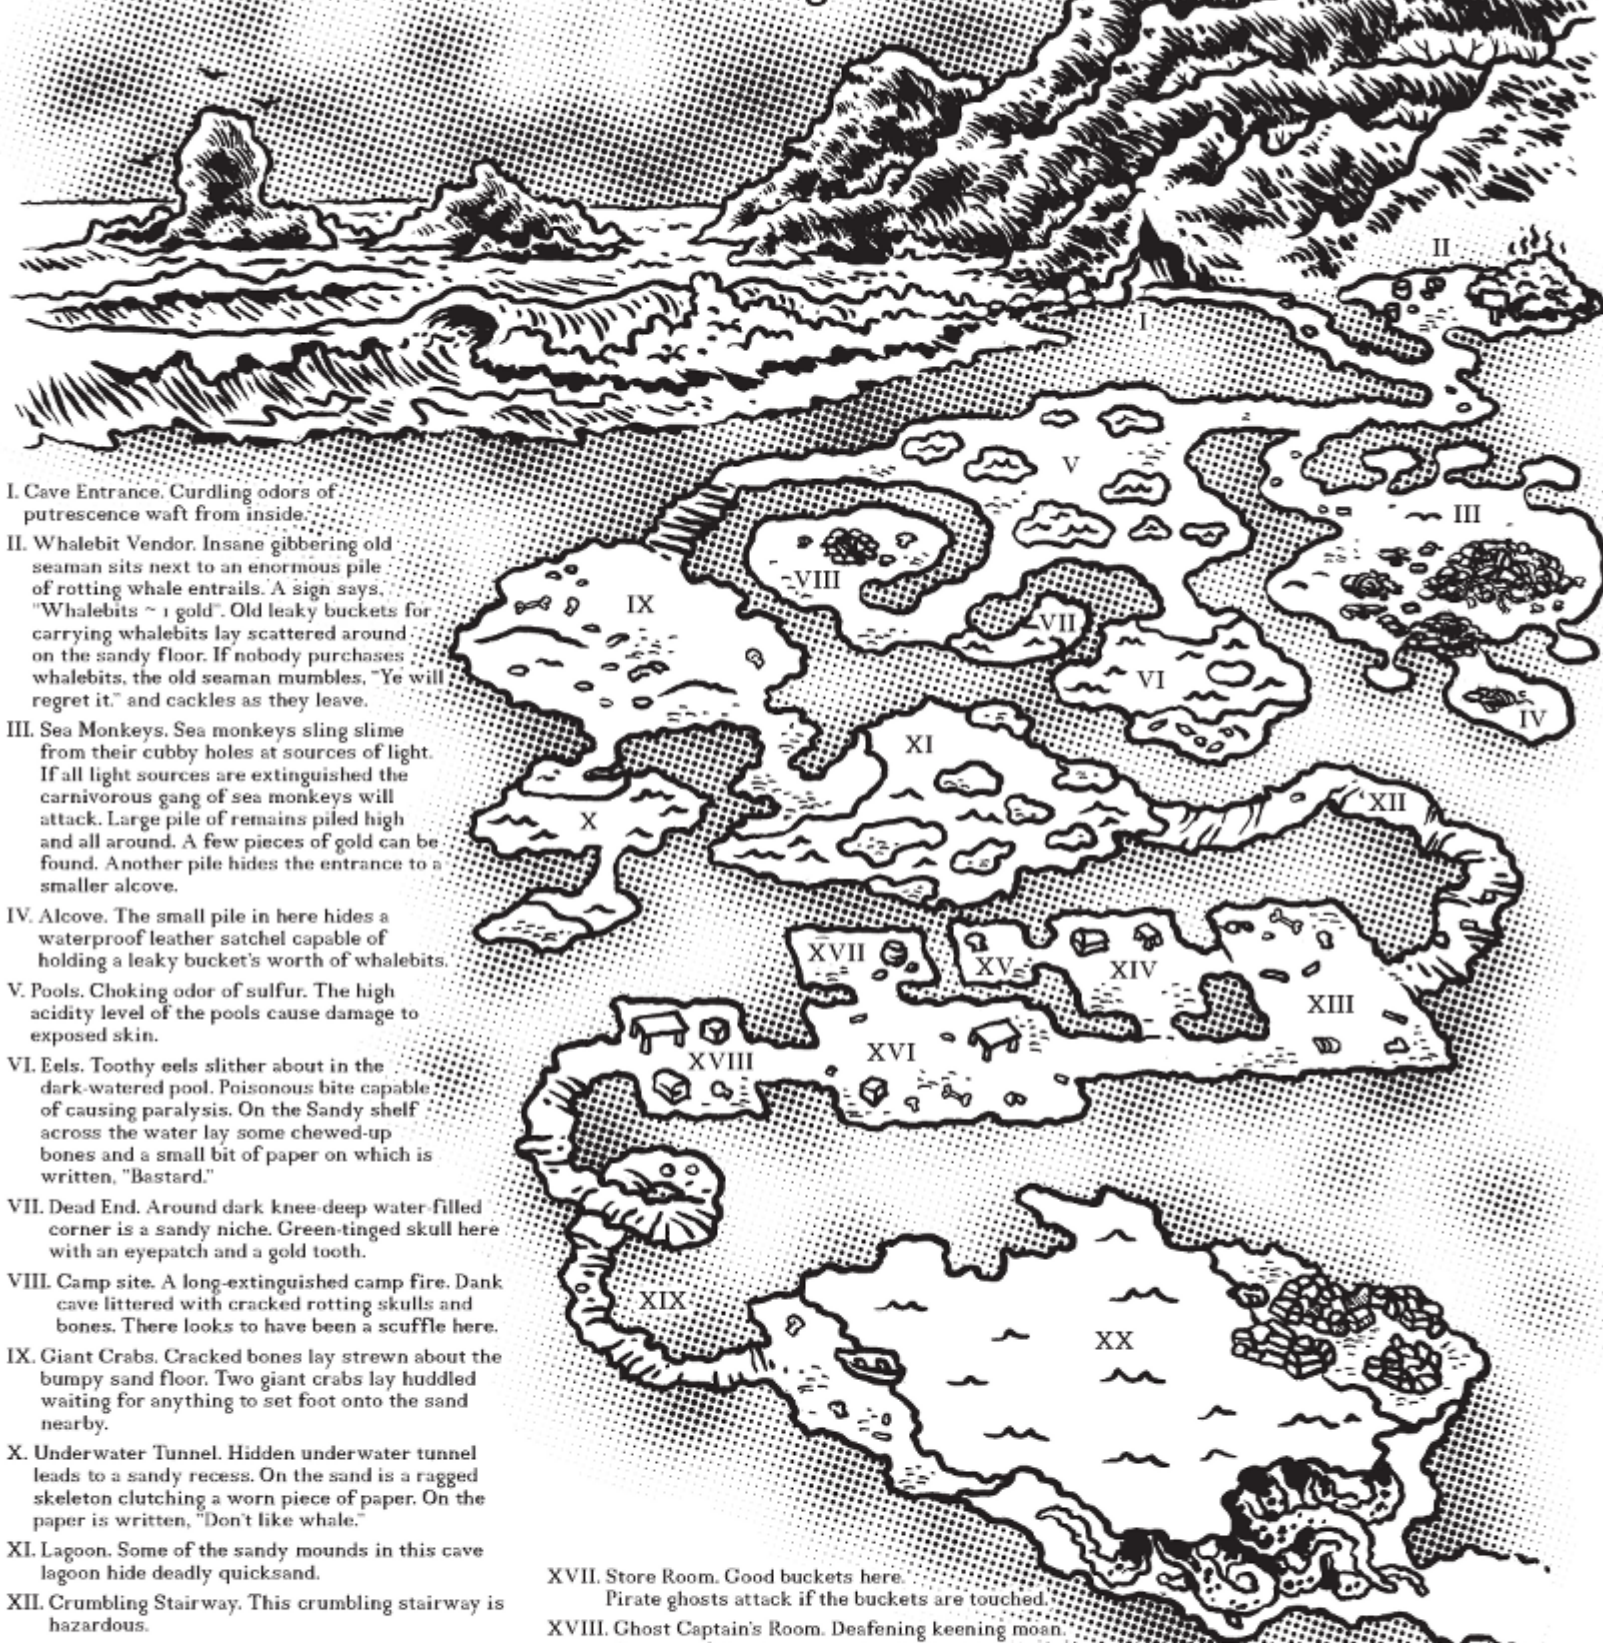 II
I
V
III
VIII
IX
VII
VI
IV
XI
XII
X
XVII
XV
XIV
XIII
XVIII
XVI
XIX
XX
I. Cave Entrance. Curdling odors of
putrescence waft from inside.
II. Whalebit Vendor. Insane gibbering old
seaman sits next to an enormous pile
of rotting whale entrails. A sign says,
"Whalebits ~ 1 gold". Old leaky buckets for
carrying whalebits lay scattered around
on the sandy floor. If nobody purchases
whalebits, the old seaman mumbles, "Ye will
regret it." and cackles as they leave.
III. Sea Monkeys. Sea monkeys sling slime
from their cubby holes at sources of light.
If all light sources are extinguished the
carnivorous gang of sea monkeys will
attack. Large pile of remains piled high
and all around. A few pieces of gold can be
found. Another pile hides the entrance to a
smaller alcove.
IV. Alcove. The small pile in here hides a
waterproof leather satchel capable of
holding a leaky bucket's worth of whalebits.
V. Pools. Choking odor of sulfur. The high
acidity level of the pools cause damage to
exposed skin.
VI. Eels. Toothy eels slither about in the
dark-watered pool. Poisonous bite capable
of causing paralysis. On the Sandy shelf
across the water lay some chewed-up
bones and a small bit of paper on which is
written, "Bastard."
VII. Dead End. Around dark knee-deep water-filled
corner is a sandy niche. Green-tinged skull here
with an eyepatch and a gold tooth.
VIII. Camp site. A long-extinguished camp fire. Dank
cave littered with cracked rotting skulls and
bones. There looks to have been a scuffle here.
IX. Giant Crabs. Cracked bones lay strewn about the
bumpy sand floor. Two giant crabs lay huddled
waiting for anything to set foot onto the sand
nearby.
X. Underwater Tunnel. Hidden underwater tunnel
leads to a sandy recess. On the sand is a ragged
skeleton clutching a worn piece of paper. On the
paper is written, "Don't like whale."
XI. Lagoon. Some of the sandy mounds in this cave
lagoon hide deadly quicksand.
XII. Crumbling Stairway. This crumbling stairway is
hazardous.
XVII. Store Room. Good buckets here.
Pirate ghosts attack if the buckets are touched.
XVIII. Ghost Captain's Room. Deafening keening moan.